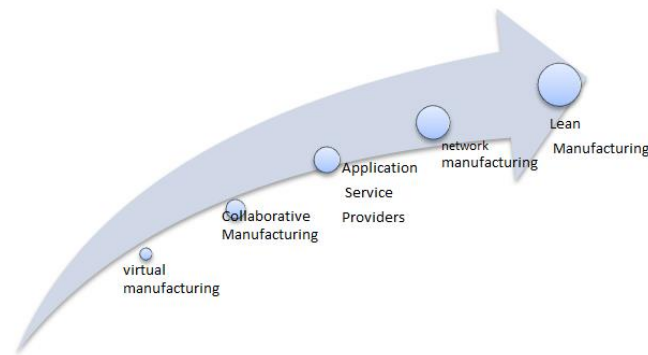 virtual
manufacturing
Collaborative
Manufacturing
Application
Service
Providers
network
manufacturing
Lean
Manufacturing